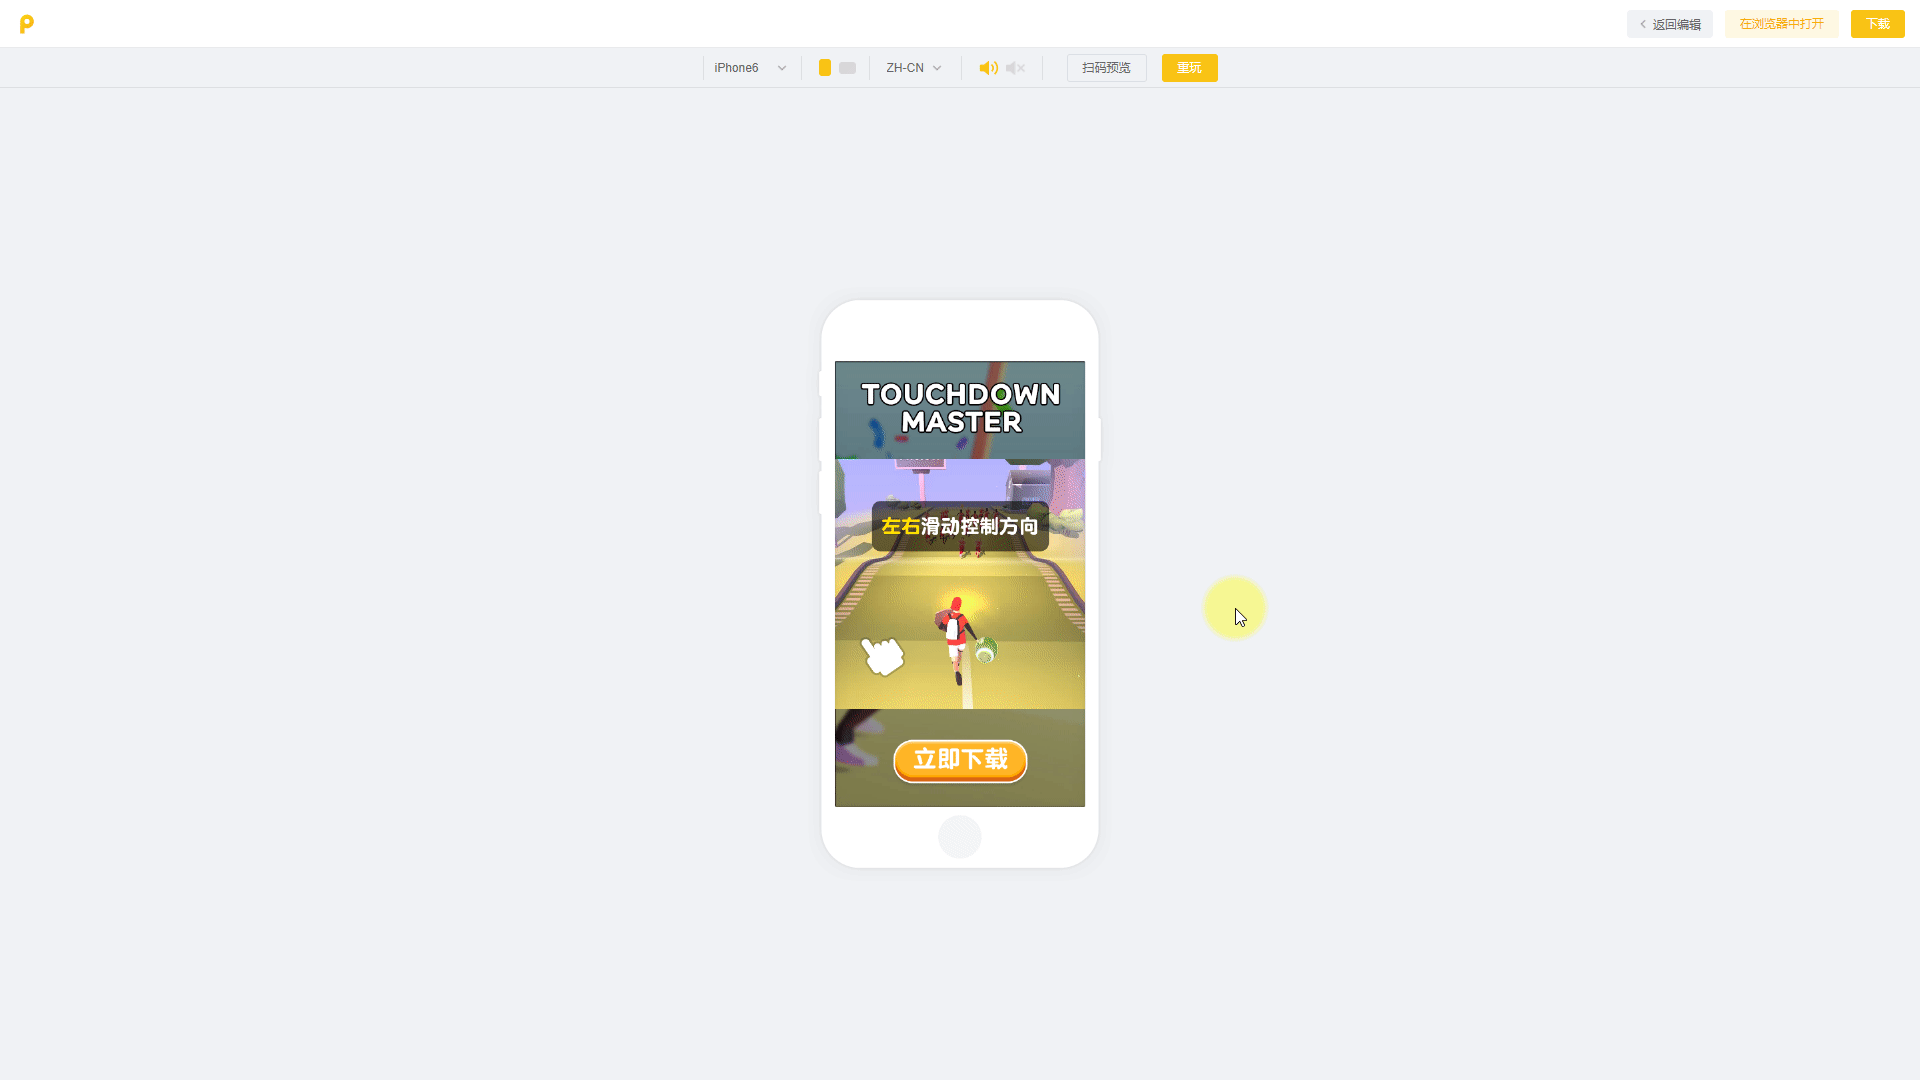 返回编辑
在浏览器中打开
下载
iPhone6
ZH-CN
扫码预览
重玩
TOUCHDOWN
MASTER
左右滑动控制方向
立即下载